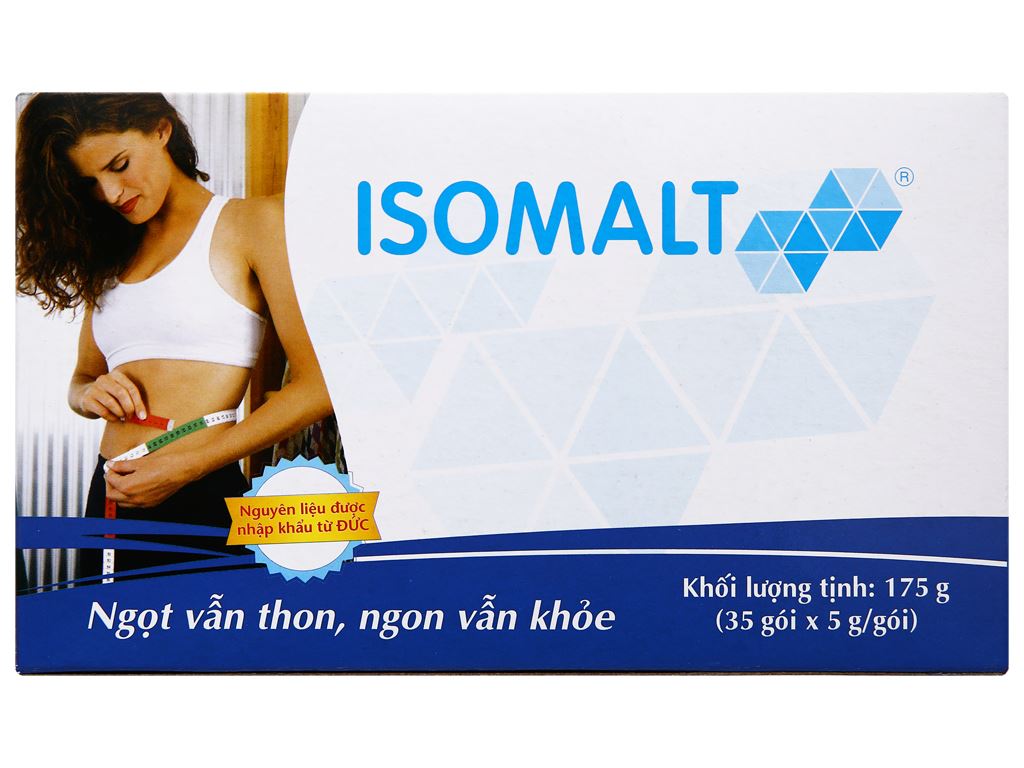 ISOMALT ®
Nguyên liệu được
nhập khẩu từ ĐỨC
Ngọt vẫn thon, ngon vẫn khỏe
Khối lượng tịnh: 175 g
(35 gói x 5 g/gói)